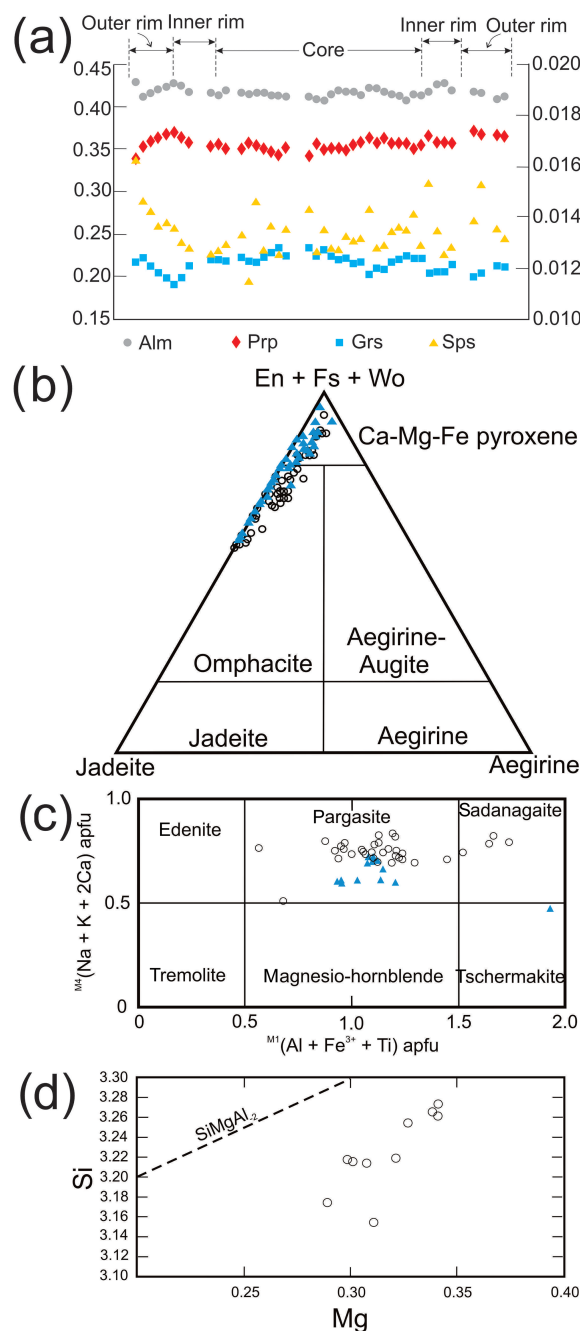 (a)
Outer rim Inner rim Core Inner rim Outer rim
0.45 0.020
0.40 0.018
0.35 0.016
0.30
0.25 0.014
0.20 0.012
0.15 0.010
Alm Prp Grs Sps
(b)
En + Fs + Wo
Ca-Mg-Fe pyroxene
Omphacite Aegirine-
Augite
Jadeite Aegirine
Jadeite Aegirine
(c)
1.0
Edenite Pargasite Sadanagaite
0.5
Tremolite Magnesio-hornblende Tschermakite
0
0 0.5 1.0 1.5 2.0
M4(Na + K + 2Ca) apfu
M1(Al + Fe3+ + Ti) apfu
(d)
3.30
3.28
3.26
3.24
3.22
3.20
3.18
3.16
3.14
3.12
3.10
Si
SiMgAl-2
0.25 0.30 0.35 0.40
Mg